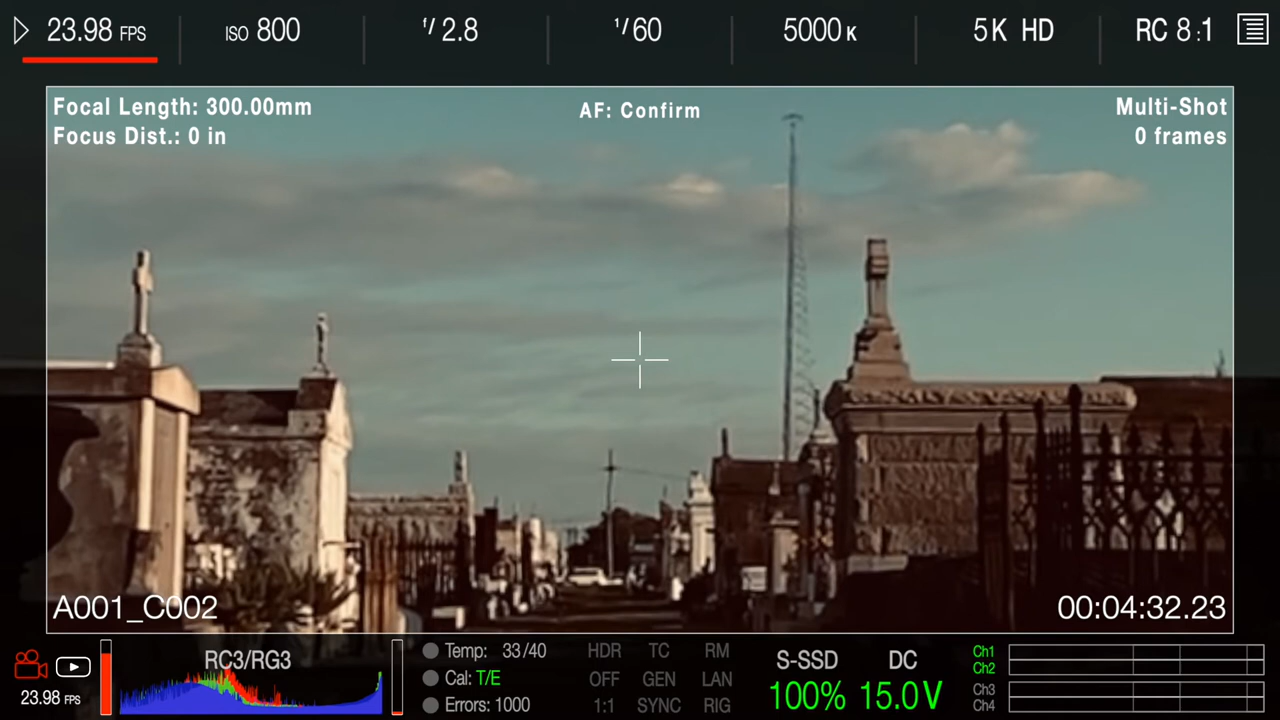 23.98 FPS
ISO 800
f/ 2.8
1/60
5000 K
5K HD
RC 8:1
Focal Length: 300.00mm
Focus Dist.: 0 in
AF: Confirm
Multi-Shot
0 frames
A001_C002
00:04:32.23
23.98 FPS
RC3/RG3
Temp: 33/40
Cal: T/E
Errors: 1000
HDR TC RM
OFF GEN LAN
1:1 SYNC RIG
S-SSD
100%
DC
15.0V
Ch1
Ch2
Ch3
Ch4